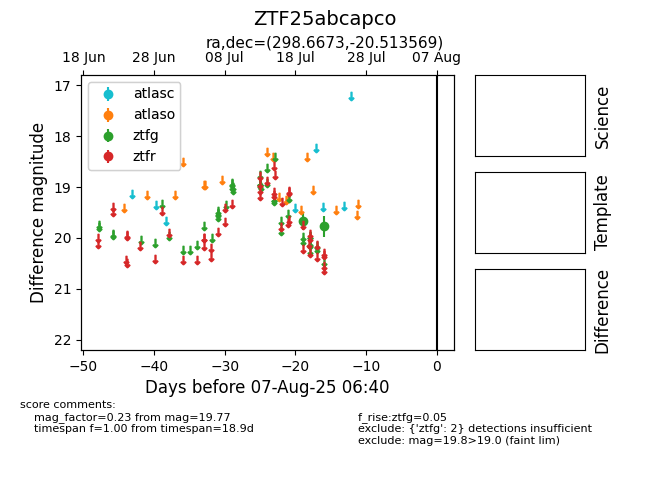 ZTF25abcapco
ra,dec=(298.6673,-20.513569)
18 Jun 28 Jun 08 Jul 18 Jul 28 Jul 07 Aug
atlasc
atlaso
ztfg
ztfr
17
18
19
20
21
22
Difference magnitude
−50 −40 −30 −20 −10 0
Days before 07-Aug-25 06:40
Science
Template
Difference
score comments:
mag_factor=0.23 from mag=19.77
timespan f=1.00 from timespan=18.9d
f_rise:ztfg=0.05
exclude: {'ztfg': 2} detections insufficient
exclude: mag=19.8>19.0 (faint lim)